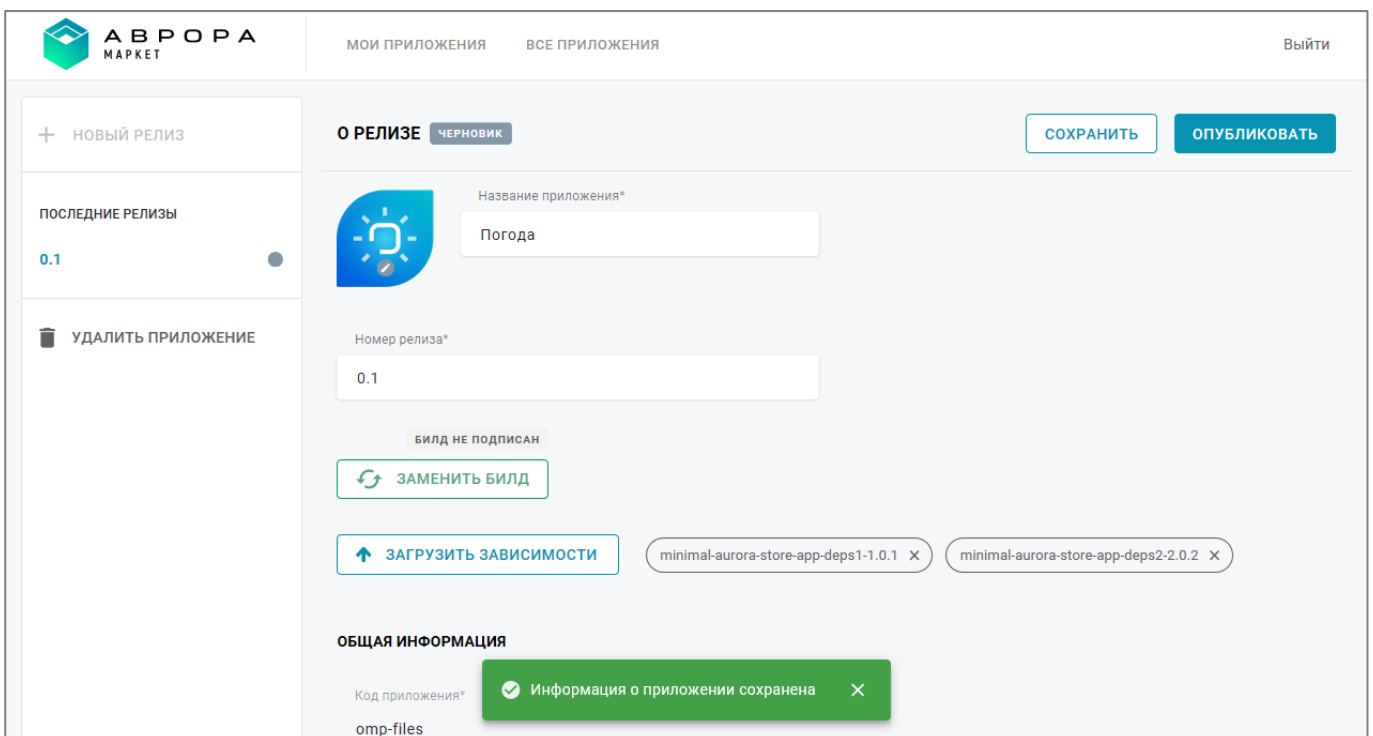 АВРОРА
МАРКЕТ
МОИ ПРИЛОЖЕНИЯ
ВСЕ ПРИЛОЖЕНИЯ
Выйти
НОВЫЙ РЕЛИЗ
ПОСЛЕДНИЕ РЕЛИЗЫ
0.1
УДАЛИТЬ ПРИЛОЖЕНИЕ
О РЕЛИЗЕ ЧЕРНОВИК
СОХРАНИТЬ
ОПУБЛИКОВАТЬ
Название приложения*
Погода
Номер релиза*
0.1
БИЛД НЕ ПОДПИСАН
ЗАМЕНИТЬ БИЛД
ЗАГРУЗИТЬ ЗАВИСИМОСТИ
minimal-aurora-store-app-deps1-1.0.1
minimal-aurora-store-app-deps2-2.0.2
ОБЩАЯ ИНФОРМАЦИЯ
Код приложения*
omp-files
Информация о приложении сохранена